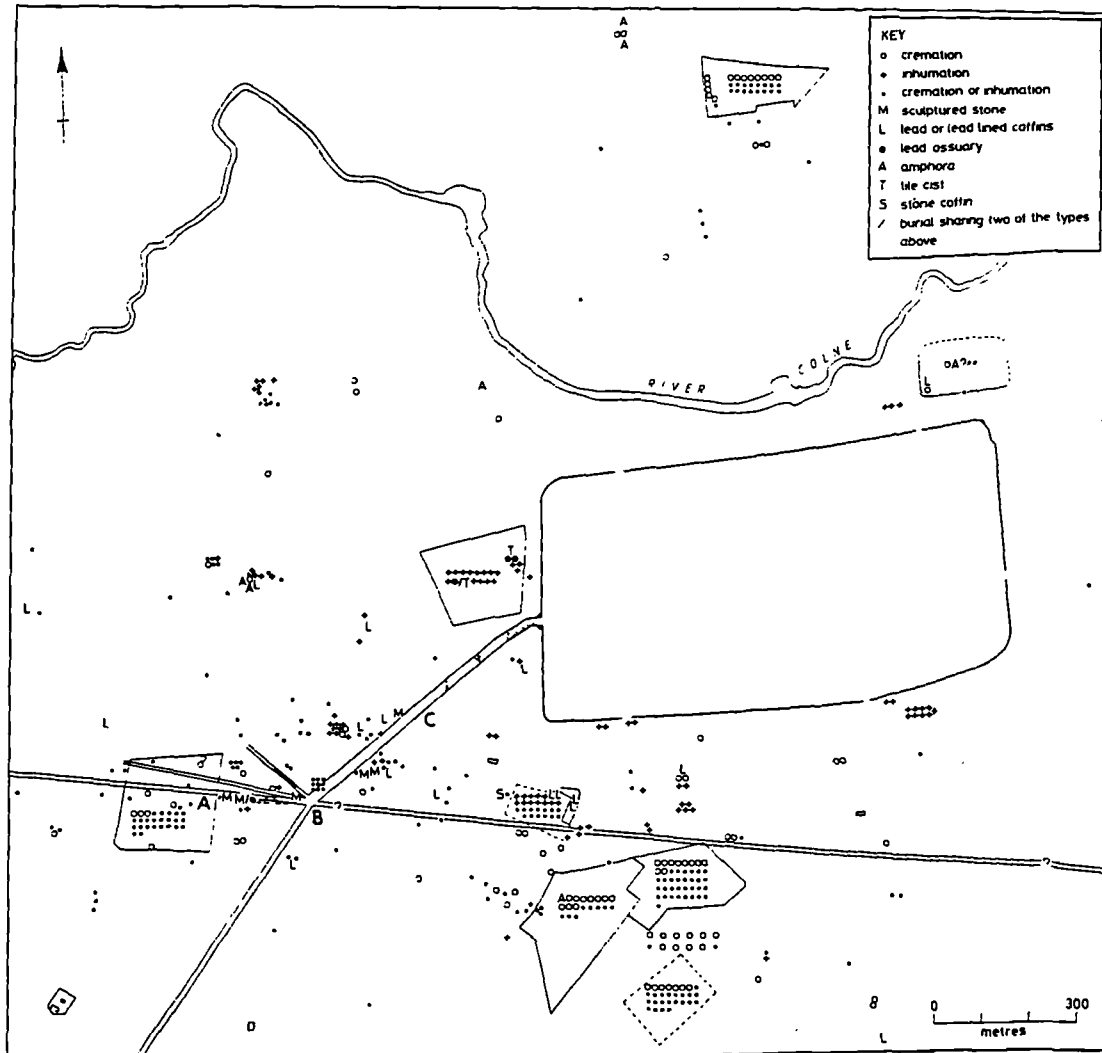 A
A
KEY
o cremation
+ inhumation
• cremation or inhumation
M sculptured stone
L lead or lead lined coffins
● lead ossuary
A amphora
T tile cist
S stone coffin
/ burial sharing two of the types
above
RIVER COLNE
A
A?
L
T
/T
A
A L
A
L
L
L
L
M
C
L
L
L
M M L
L
?
A
M M/
M
B
?
L
S
L L
L
L
?
A
?
D
8
L
0 300
metres